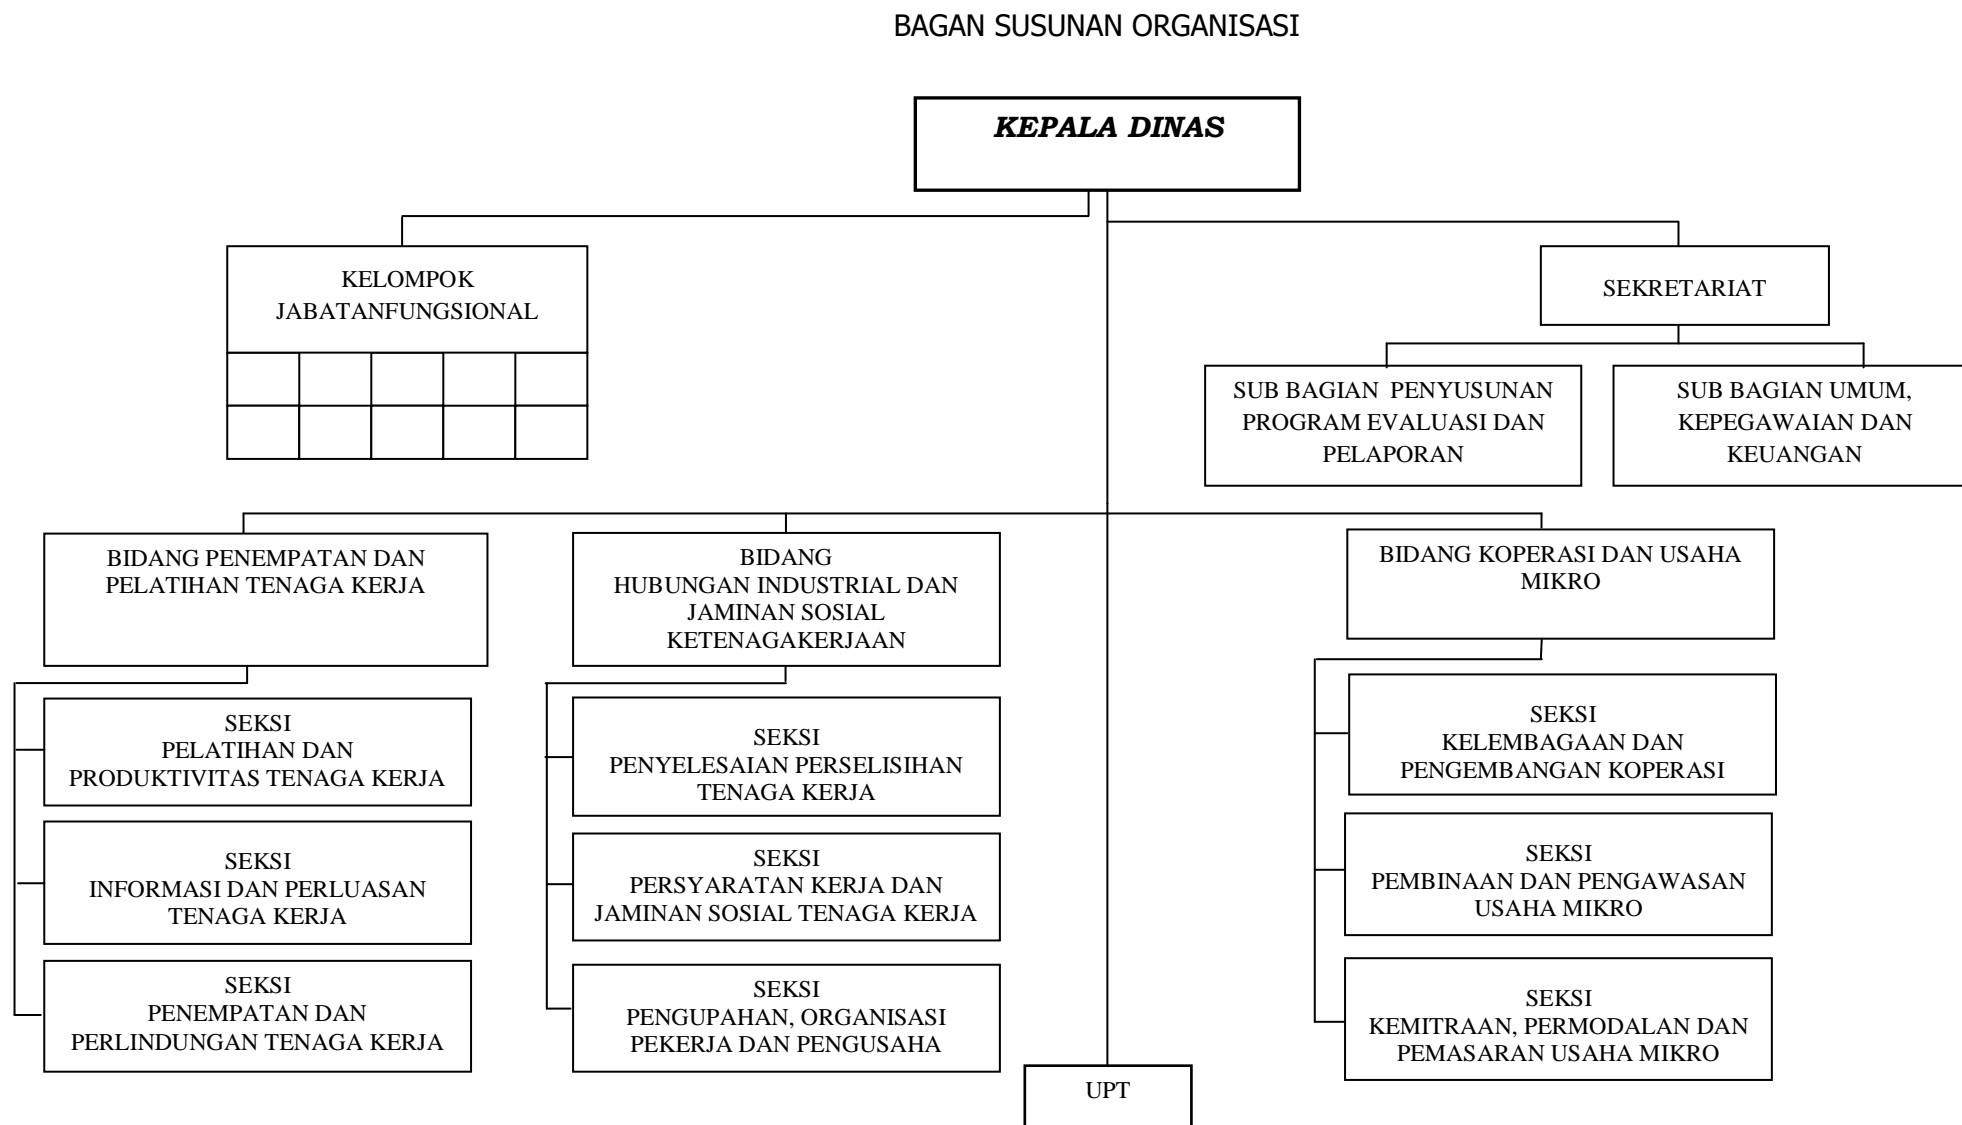 BAGAN SUSUNAN ORGANISASI
KEPALA DINAS
KELOMPOK
JABATANFUNGSIONAL
SEKRETARIAT
SUB BAGIAN PENYUSUNAN
PROGRAM EVALUASI DAN
PELAPORAN
SUB BAGIAN UMUM,
KEPEGAWAIAN DAN
KEUANGAN
BIDANG PENEMPATAN DAN
PELATIHAN TENAGA KERJA
BIDANG
HUBUNGAN INDUSTRIAL DAN
JAMINAN SOSIAL
KETENAGAKERJAAN
BIDANG KOPERASI DAN USAHA
MIKRO
SEKSI
PELATIHAN DAN
PRODUKTIVITAS TENAGA KERJA
SEKSI
INFORMASI DAN PERLUASAN
TENAGA KERJA
SEKSI
PENEMPATAN DAN
PERLINDUNGAN TENAGA KERJA
SEKSI
PENYELESAIAN PERSELISIHAN
TENAGA KERJA
SEKSI
PERSYARATAN KERJA DAN
JAMINAN SOSIAL TENAGA KERJA
SEKSI
PENGUPAHAN, ORGANISASI
PEKERJA DAN PENGUSAHA
SEKSI
KELEMBAGAAN DAN
PENGEMBANGAN KOPERASI
SEKSI
PEMBINAAN DAN PENGAWASAN
USAHA MIKRO
SEKSI
KEMITRAAN, PERMODALAN DAN
PEMASARAN USAHA MIKRO
UPT